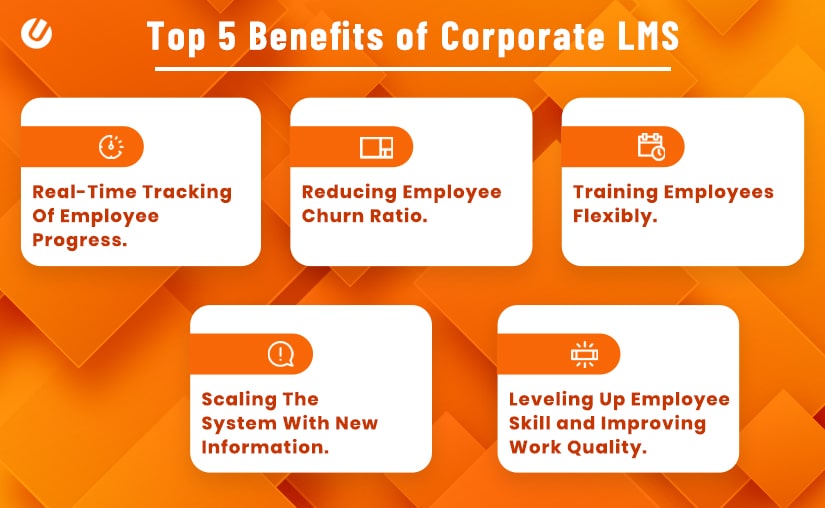 Top 5 Benefits of Corporate LMS
Real-Time Tracking
Of Employee
Progress.
Reducing Employee
Churn Ratio.
Training Employees
Flexibly.
Scaling The
System With New
Information.
Leveling Up Employee
Skill and Improving
Work Quality.